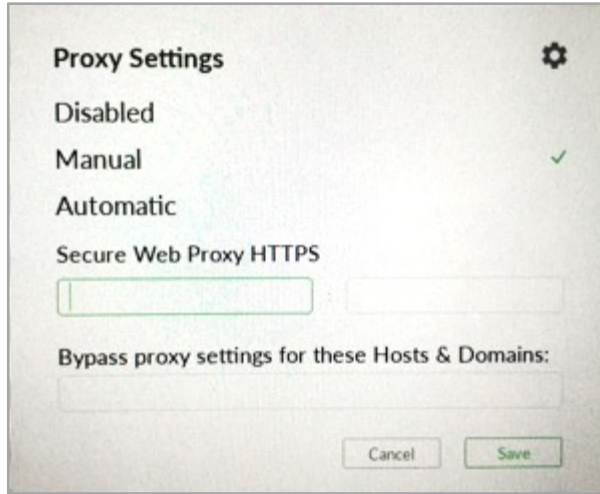 Proxy Settings
Disabled
Manual
Automatic
Secure Web Proxy HTTPS
:
Bypass proxy settings for these Hosts & Domains:
Cancel
Save